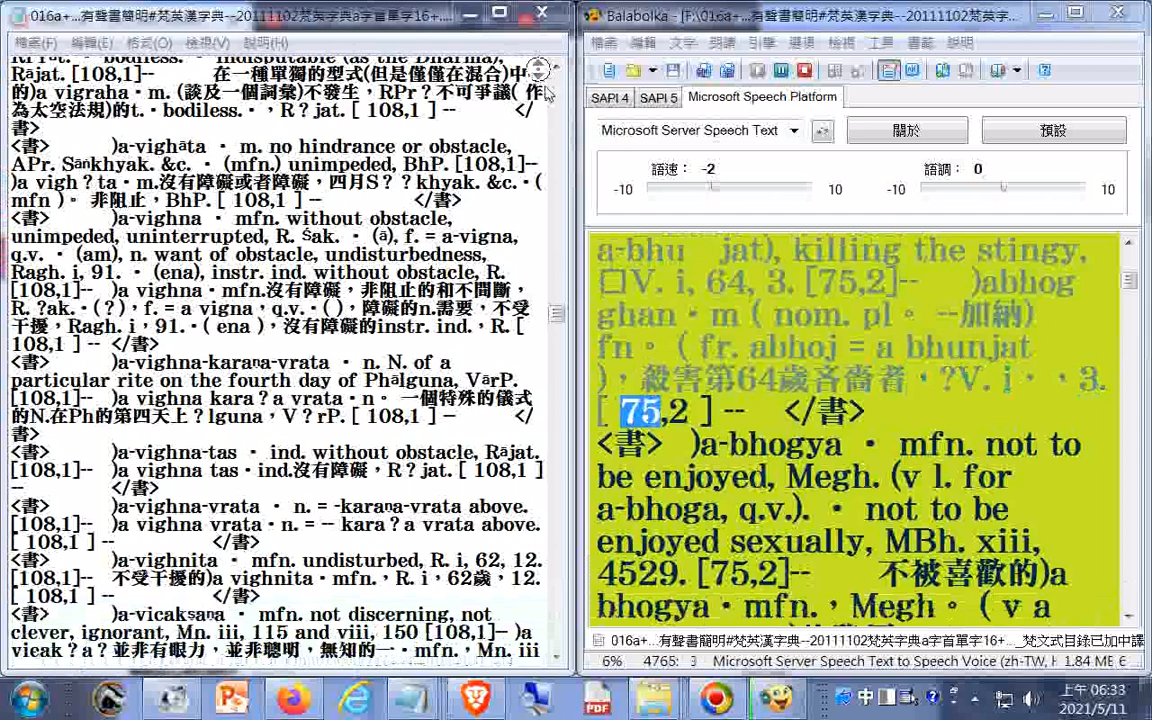 016a+...有聲書簡明#梵英漢字典--20111102梵英字典a字首單字16+...
檔案(F) 編輯(E) 格式(O) 檢視(V) 說明(H)
Rājat. [108,1]-- 在一種單獨的型式(但是僅僅在混合)中
的)a vigraha‧m. (談及一個詞彙)不發生，RPr？不可爭議( 作
為太空法規)的t.‧bodiless.‧，R？jat. [ 108,1 ] -- </
書>
<書> )a-vighāta ‧ m. no hindrance or obstacle,
APr. Sāṅkhyak. &c. ‧ (mfn.) unimpeded, BhP. [108,1]--
)a vigh？ta‧m.沒有障礙或者障礙，四月S？？khyak. &c.‧(
mfn )。 非阻止，BhP. [ 108,1 ] -- </書>
<書> )a-vighna ‧ mfn. without obstacle,
unimpeded, uninterrupted, R. Śak. ‧ (ā), f. = a-vigna,
q.v. ‧ (am), n. want of obstacle, undisturbedness,
Ragh. i, 91. ‧ (ena), instr. ind. without obstacle, R.
[108,1]-- )a vighna‧mfn.沒有障礙，非阻止的和不間斷，
R. ?ak.‧(？), f. = a vigna，q.v.‧( )，障礙的n.需要，不受
干擾，Ragh. i，91.‧( ena )，沒有障礙的instr. ind.，R. [
108,1 ] -- </書>
<書> )a-vighna-karaṇa-vrata ‧ n. N. of a
particular rite on the fourth day of Phālguna, VārP.
[108,1]-- )a vighna kara？a vrata‧n。 一個特殊的儀式
的N.在Ph的第四天上？lguna，V？rP. [ 108,1 ] -- </
書>
<書> )a-vighna-tas ‧ ind. without obstacle, Rājat.
[108,1]-- )a vighna tas‧ind.沒有障礙，R？jat. [ 108,1 ]
-- </書>
<書> )a-vighna-vrata ‧ n. = -karaṇa-vrata above.
[108,1]-- )a vighna vrata‧n. = -- kara？a vrata above.
[ 108,1 ] -- </書>
<書> )a-vighnita ‧ mfn. undisturbed, R. i, 62, 12.
[108,1]-- 不受干擾的)a vighnita‧mfn.，R. i，62歲，12.
[ 108,1 ] -- </書>
<書> )a-vicakṣaṇa ‧ mfn. not discerning, not
clever, ignorant, Mn. iii, 115 and viii, 150 [108,1]-- )a
vicak？a？並非有眼力，並非聰明，無知的一‧mfn.，Mn. iii
Balabolka - [F:\016a+...有聲書簡明#梵英漢字典--20111102梵英字...
檔案 編輯 文字 朗讀 引擎 選項 檢視 工具 書籤 說明
SAPI 4 SAPI 5 Microsoft Speech Platform
Microsoft Server Speech Text 關於 預設
語速： -2 語調： 0
-10 10 -10 10
a-bhu jat), killing the stingy,
□V. i, 64, 3. [75,2]-- )abhog
ghan‧m ( nom. pl。 --加納)
fn。 ( fr. abhoj = a bhunjat
)，殺害第64歲吝嗇者，?V. i，，3.
[ 75,2 ] -- </書>
<書> )a-bhogya ‧ mfn. not to
be enjoyed, Megh. (v l. for
a-bhoga, q.v.). ‧ not to be
enjoyed sexually, MBh. xiii,
4529. [75,2]-- 不被喜歡的)a
bhogya‧mfn.，Megh。 ( v a
016a+...有聲書簡明#梵英漢字典--20111102梵英字典a字首單字16+..._梵文式目錄已加中譯
6% 4765: 3 Microsoft Server Speech Text to Speech Voice (zh-TW, H 1.84 MB
中
上午 06:33
2021/5/11